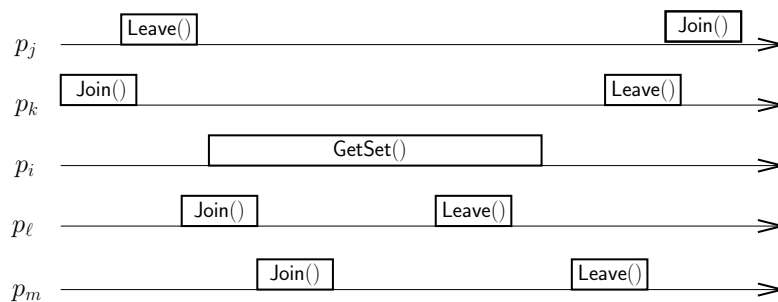 p_j Leave() Join()
p_k Join() Leave()
p_i GetSet()
p_ℓ Join() Leave()
p_m Join() Leave()